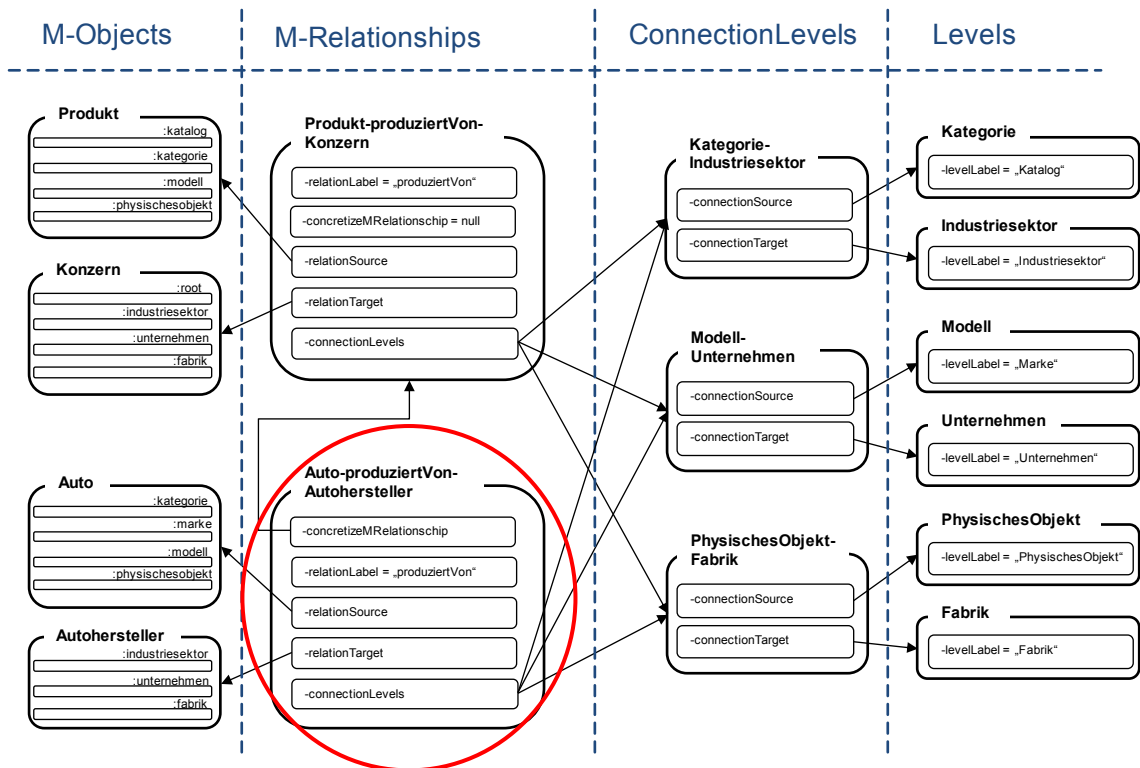 M-Objects
M-Relationships
ConnectionLevels
Levels
Produkt
:katalog
:kategorie
:modell
:physischesobjekt
Konzern
:root
:industriesektor
:unternehmen
:fabrik
Auto
:kategorie
:marke
:modell
:physischesobjekt
Autohersteller
:industriesektor
:unternehmen
:fabrik
Produkt-produziertVon-
Konzern
-relationLabel = „produziertVon“
-concretizeMRelationschip = null
-relationSource
-relationTarget
-connectionLevels
Auto-produziertVon-
Autohersteller
-concretizeMRelationschip
-relationLabel = „produziertVon“
-relationSource
-relationTarget
-connectionLevels
Kategorie-
Industriesektor
-connectionSource
-connectionTarget
Modell-
Unternehmen
-connectionSource
-connectionTarget
PhysischesObjekt-
Fabrik
-connectionSource
-connectionTarget
Kategorie
-levelLabel = „Katalog“
Industriesektor
-levelLabel = „Industriesektor“
Modell
-levelLabel = „Marke“
Unternehmen
-levelLabel = „Unternehmen“
PhysischesObjekt
-levelLabel = „PhysischesObjekt“
Fabrik
-levelLabel = „Fabrik“